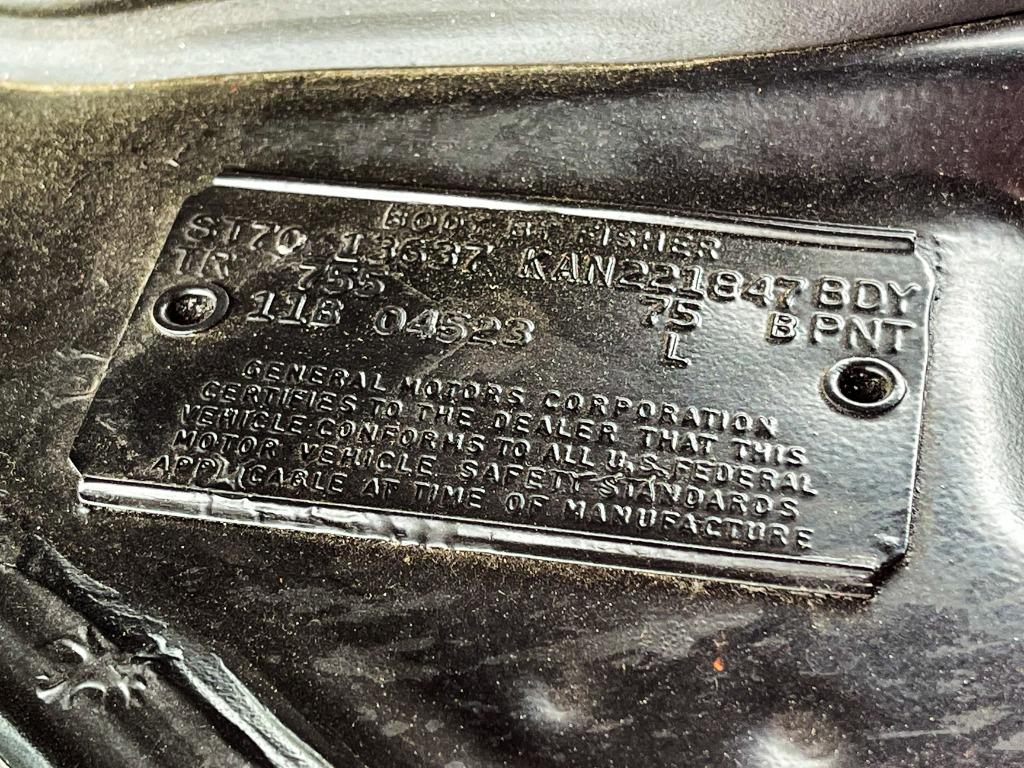 BODY BY FISHER
ST70 13637 KAN221847 BDY
TR 755 75 B PNT
11B 04523 L
GENERAL MOTORS CORPORATION
CERTIFIES TO THE DEALER THAT THIS
VEHICLE CONFORMS TO ALL U.S. FEDERAL
MOTOR VEHICLE SAFETY STANDARDS
APPLICABLE AT TIME OF MANUFACTURE